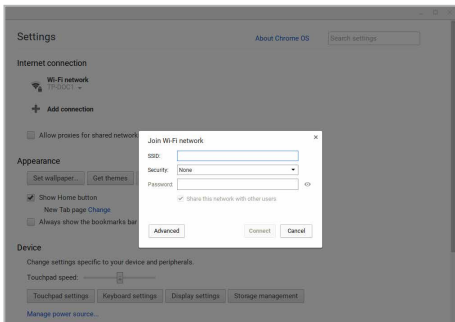 Settings
About Chrome OS
Search settings
Internet connection
Wi-Fi network
Add connection
Allow proxies for shared network
Join Wi-Fi network
SSID:
Security: None
Password:
Share this network with other users
Advanced
Connect
Cancel
Appearance
Set wallpaper...
Get themes
Show Home button
New Tab page Change
Always show the bookmarks bar
Device
Change settings specific to your device and peripherals.
Touchpad speed:
Touchpad settings
Keyboard settings
Display settings
Storage management
Manage power source...